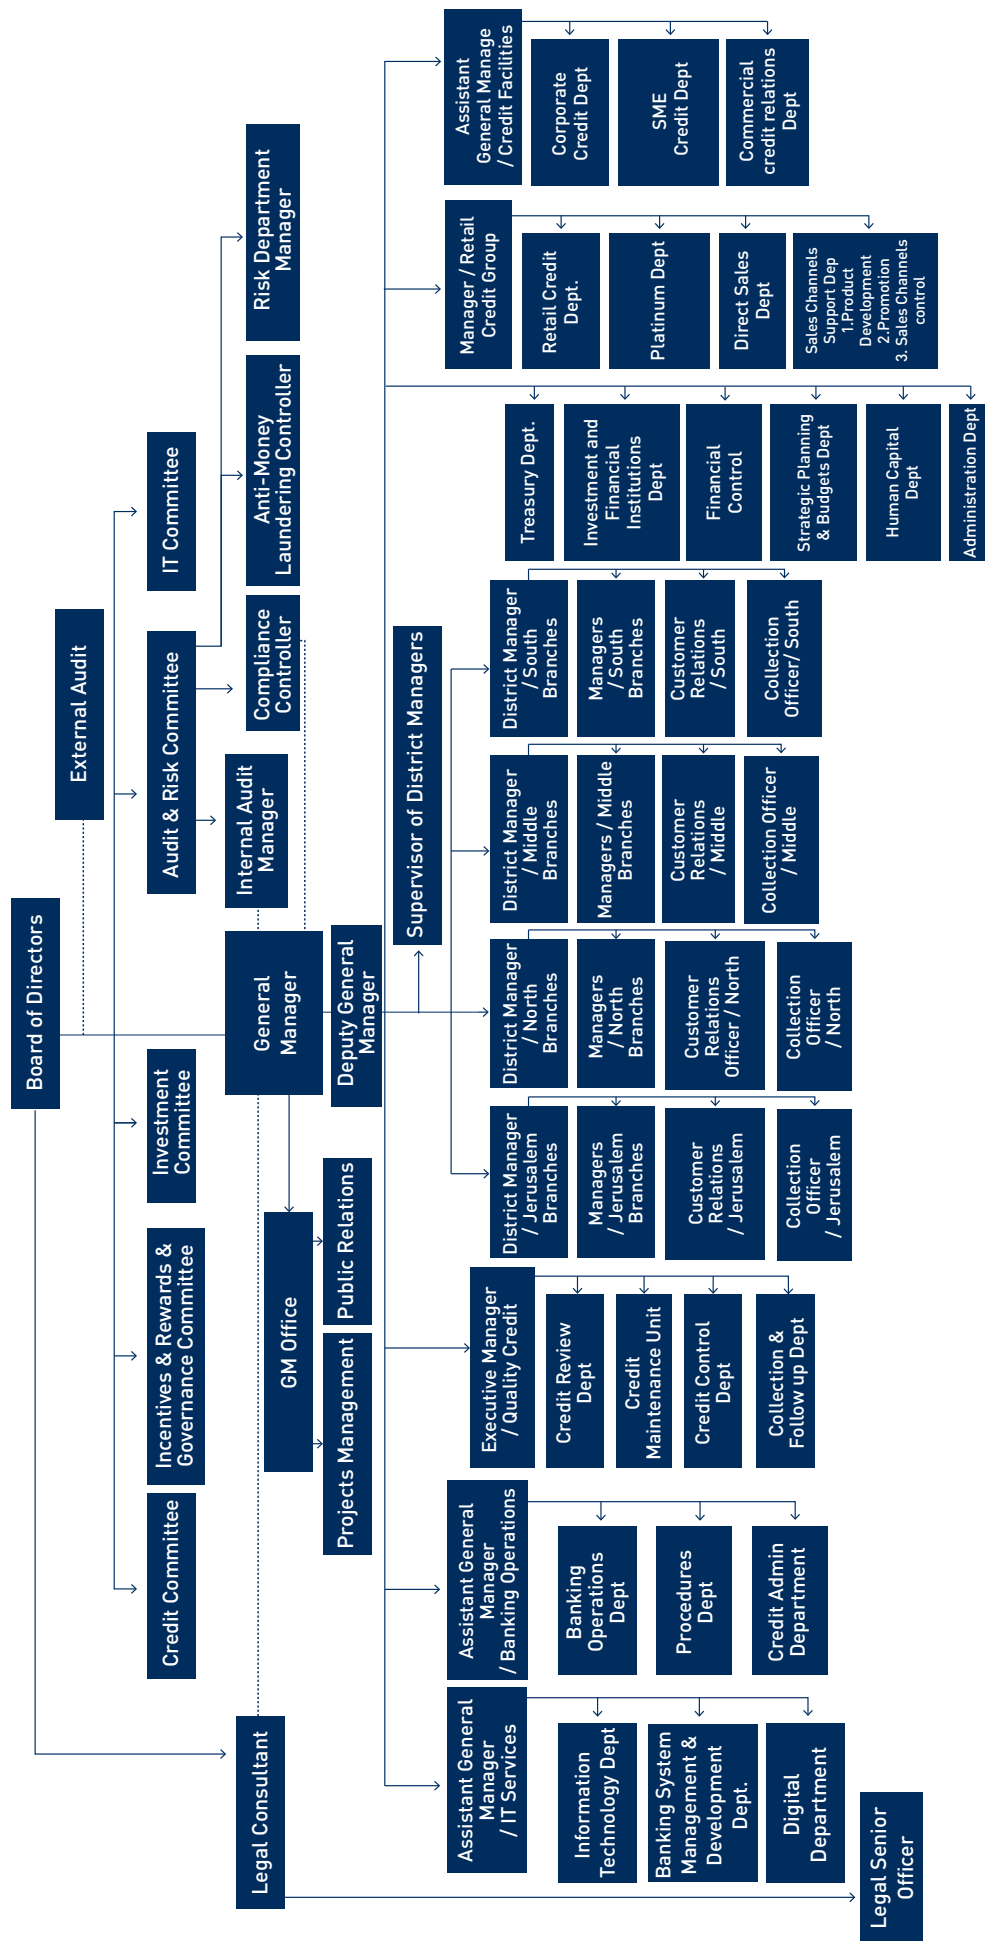 Board of Directors
External Audit
Credit Committee
Incentives & Rewards &
Governance Committee
Investment
Committee
Audit & Risk Committee
IT Committee
Legal Consultant
General
Manager
Internal Audit
Manager
Compliance
Controller
Anti-Money
Laundering Controller
Risk Department
Manager
GM Office
Projects Management
Public Relations
Deputy General
Manager
Supervisor of District Managers
Assistant General
Manager
/ IT Services
Information
Technology Dept
Banking System
Management &
Development
Dept.
Digital
Department
Legal Senior
Officer
Assistant General
Manager
/ Banking Operations
Banking
Operations
Dept
Procedures
Dept
Credit Admin
Department
Executive Manager
/ Quality Credit
Credit Review
Dept
Credit
Maintenance Unit
Credit Control
Dept
Collection &
Follow up Dept
District Manager
/ Jerusalem
Branches
Managers
/ Jerusalem
Branches
Customer
Relations
/ Jerusalem
Collection
Officer
/ Jerusalem
District Manager
/ North
Branches
Managers
/ North
Branches
Customer
Relations
Officer / North
Collection
Officer
/ North
District Manager
/ Middle
Branches
Managers / Middle
Branches
Customer
Relations
/ Middle
Collection Officer
/ Middle
District Manager
/ South
Branches
Managers
/ South
Branches
Customer
Relations
/ South
Collection
Officer/ South
Treasury Dept.
Investment and
Financial
Institutions
Dept
Financial
Control
Strategic Planning
& Budgets Dept
Human Capital
Dept
Administration Dept
Manager / Retail
Credit Group
Retail Credit
Dept.
Platinum Dept
Direct Sales
Dept
Sales Channels
Support Dep
1.Product
Development
2.Promotion
3. Sales Channels
control
Assistant
General Manage
/ Credit Facilities
Corporate
Credit Dept
SME
Credit Dept
Commercial
credit relations
Dept